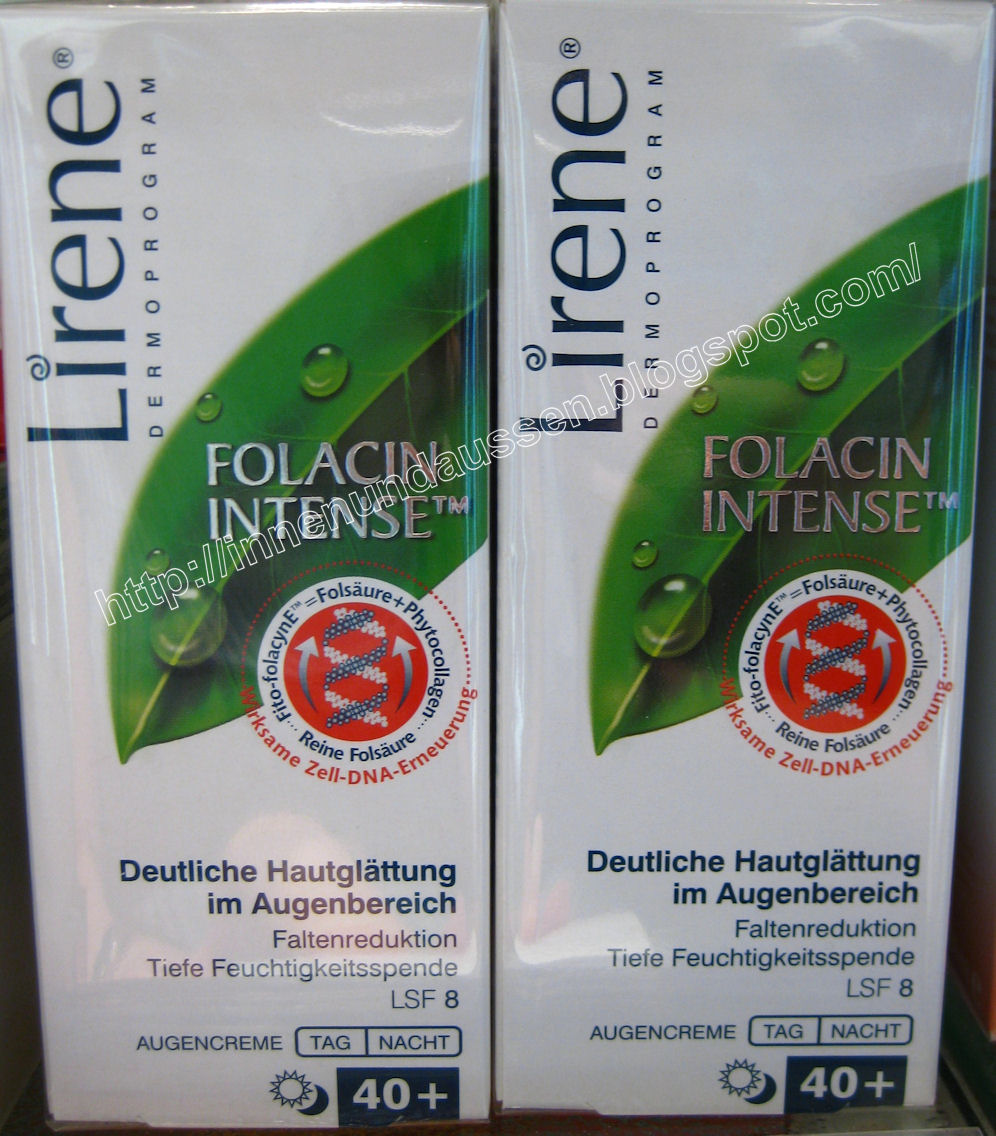 Lirene®
DERMOPROGRAM
FOLACIN
INTENSE™
Fito-folacynE™=Folsäure+Phytocollagen
Reine Folsäure
Wirksame Zell-DNA-Erneuerung
Deutliche Hautglättung
im Augenbereich
Faltenreduktion
Tiefe Feuchtigkeitsspende
LSF 8
AUGENCREME TAG NACHT
40+
Lirene®
DERMOPROGRAM
FOLACIN
INTENSE™
Fito-folacynE™=Folsäure+Phytocollagen
Reine Folsäure
Wirksame Zell-DNA-Erneuerung
Deutliche Hautglättung
im Augenbereich
Faltenreduktion
Tiefe Feuchtigkeitsspende
LSF 8
AUGENCREME TAG NACHT
40+
http://innenundaussen.blogspot.com/